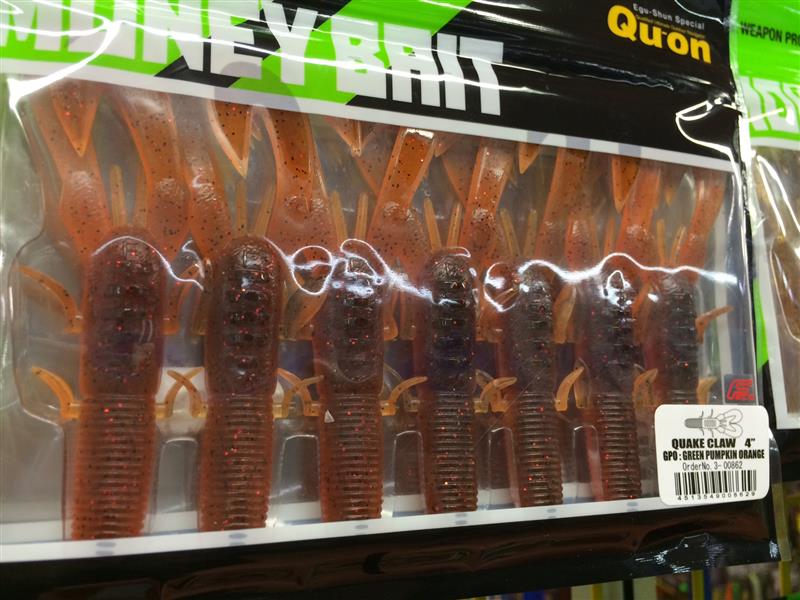 MONEY BAIT
Egu-Shun Special
Qu-on
WEAPON PRO
QUAKE CLAW 4"
GPO : GREEN PUMPKIN ORANGE
OrderNo. 3-00862
4513549008629